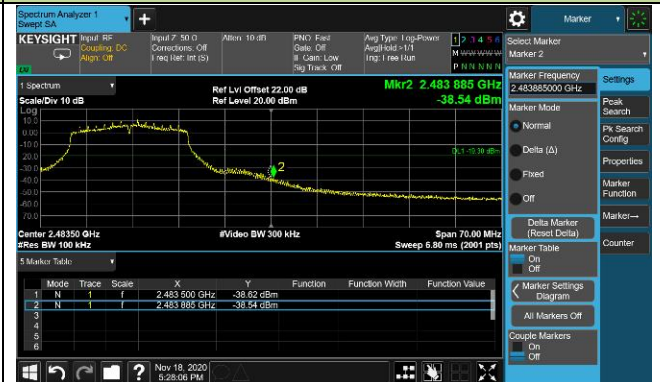 Spectrum Analyzer 1
Swept SA
Marker
KEYSIGHT Input: RF
Coupling: DC
Align: Off
Input Z: 50 Ω
Corrections: Off
Freq Ref: Int (S)
Atten: 10 dB
PNO: Fast
Gate: Off
IF Gain: Low
Sig Track: Off
Avg Type: Log-Power
Avg|Hold:>1/1
Trig: Free Run
1 2 3 4 5 6
M W W W W W
P N N N N N
Select Marker
Marker 2
1 Spectrum
Scale/Div 10 dB
Log
Ref Lvl Offset 22.00 dB
Ref Level 20.00 dBm
Mkr2 2.483 885 GHz
-38.54 dBm
10.0
0.00
-10.0
-20.0
-30.0
-40.0
-50.0
-60.0
-70.0
2
Center 2.48350 GHz
#Res BW 100 kHz
#Video BW 300 kHz
Span 70.00 MHz
Sweep 6.80 ms (2001 pts)
5 Marker Table
Mode Trace Scale X Y Function Function Width Function Value
1 N 1 f 2.483 500 GHz -38.62 dBm
2 N 1 f 2.483 885 GHz -38.54 dBm
3
4
5
6
Marker Frequency
2.483885000 GHz
Marker Mode
Normal
Delta (Δ)
Fixed
Off
Delta Marker
(Reset Delta)
Marker Table
On
Off
Marker Settings
Diagram
All Markers Off
Couple Markers
On
Off
Settings
Peak
Search
Pk Search
Config
Properties
Marker
Function
Marker→
Counter
Nov 18, 2020
5:28:06 PM